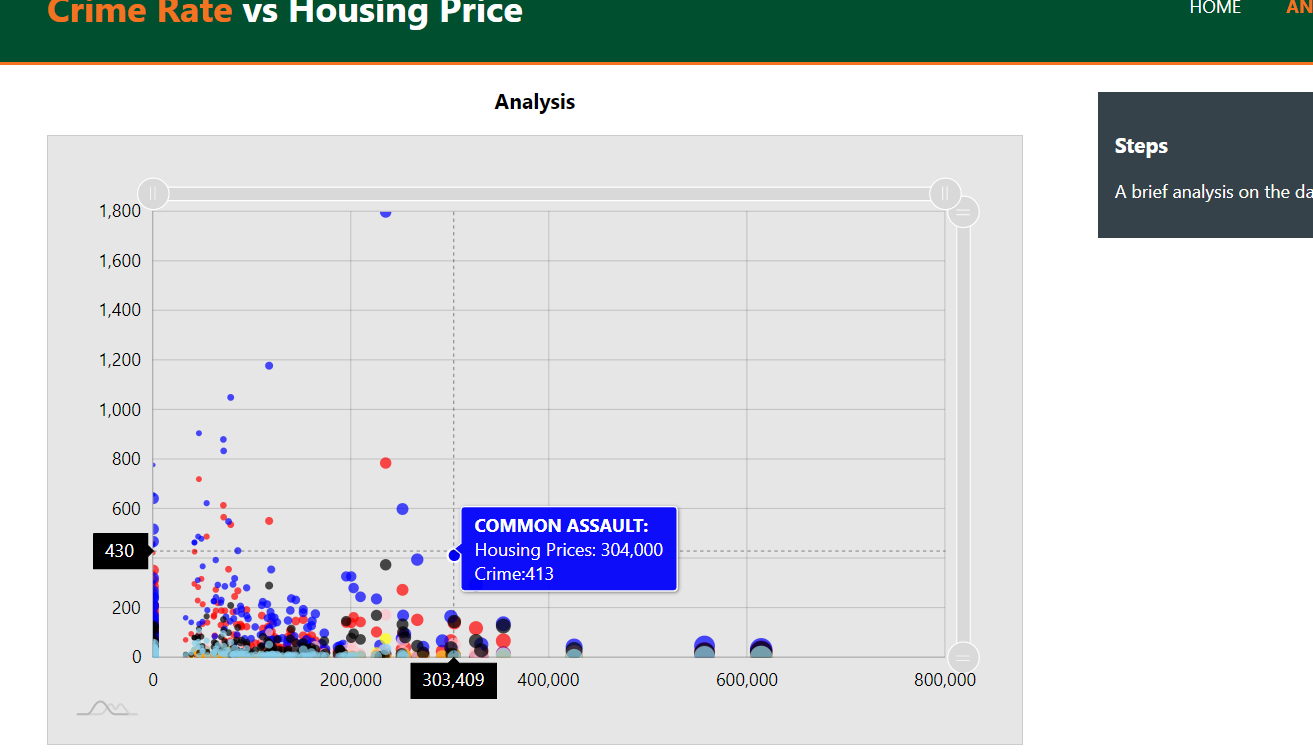 Crime Rate vs Housing Price
HOME
AN
Analysis
Steps
A brief analysis on the da
1,800
1,600
1,400
1,200
1,000
800
600
430
200
0
COMMON ASSAULT:
Housing Prices: 304,000
Crime:413
0
200,000
303,409
400,000
600,000
800,000